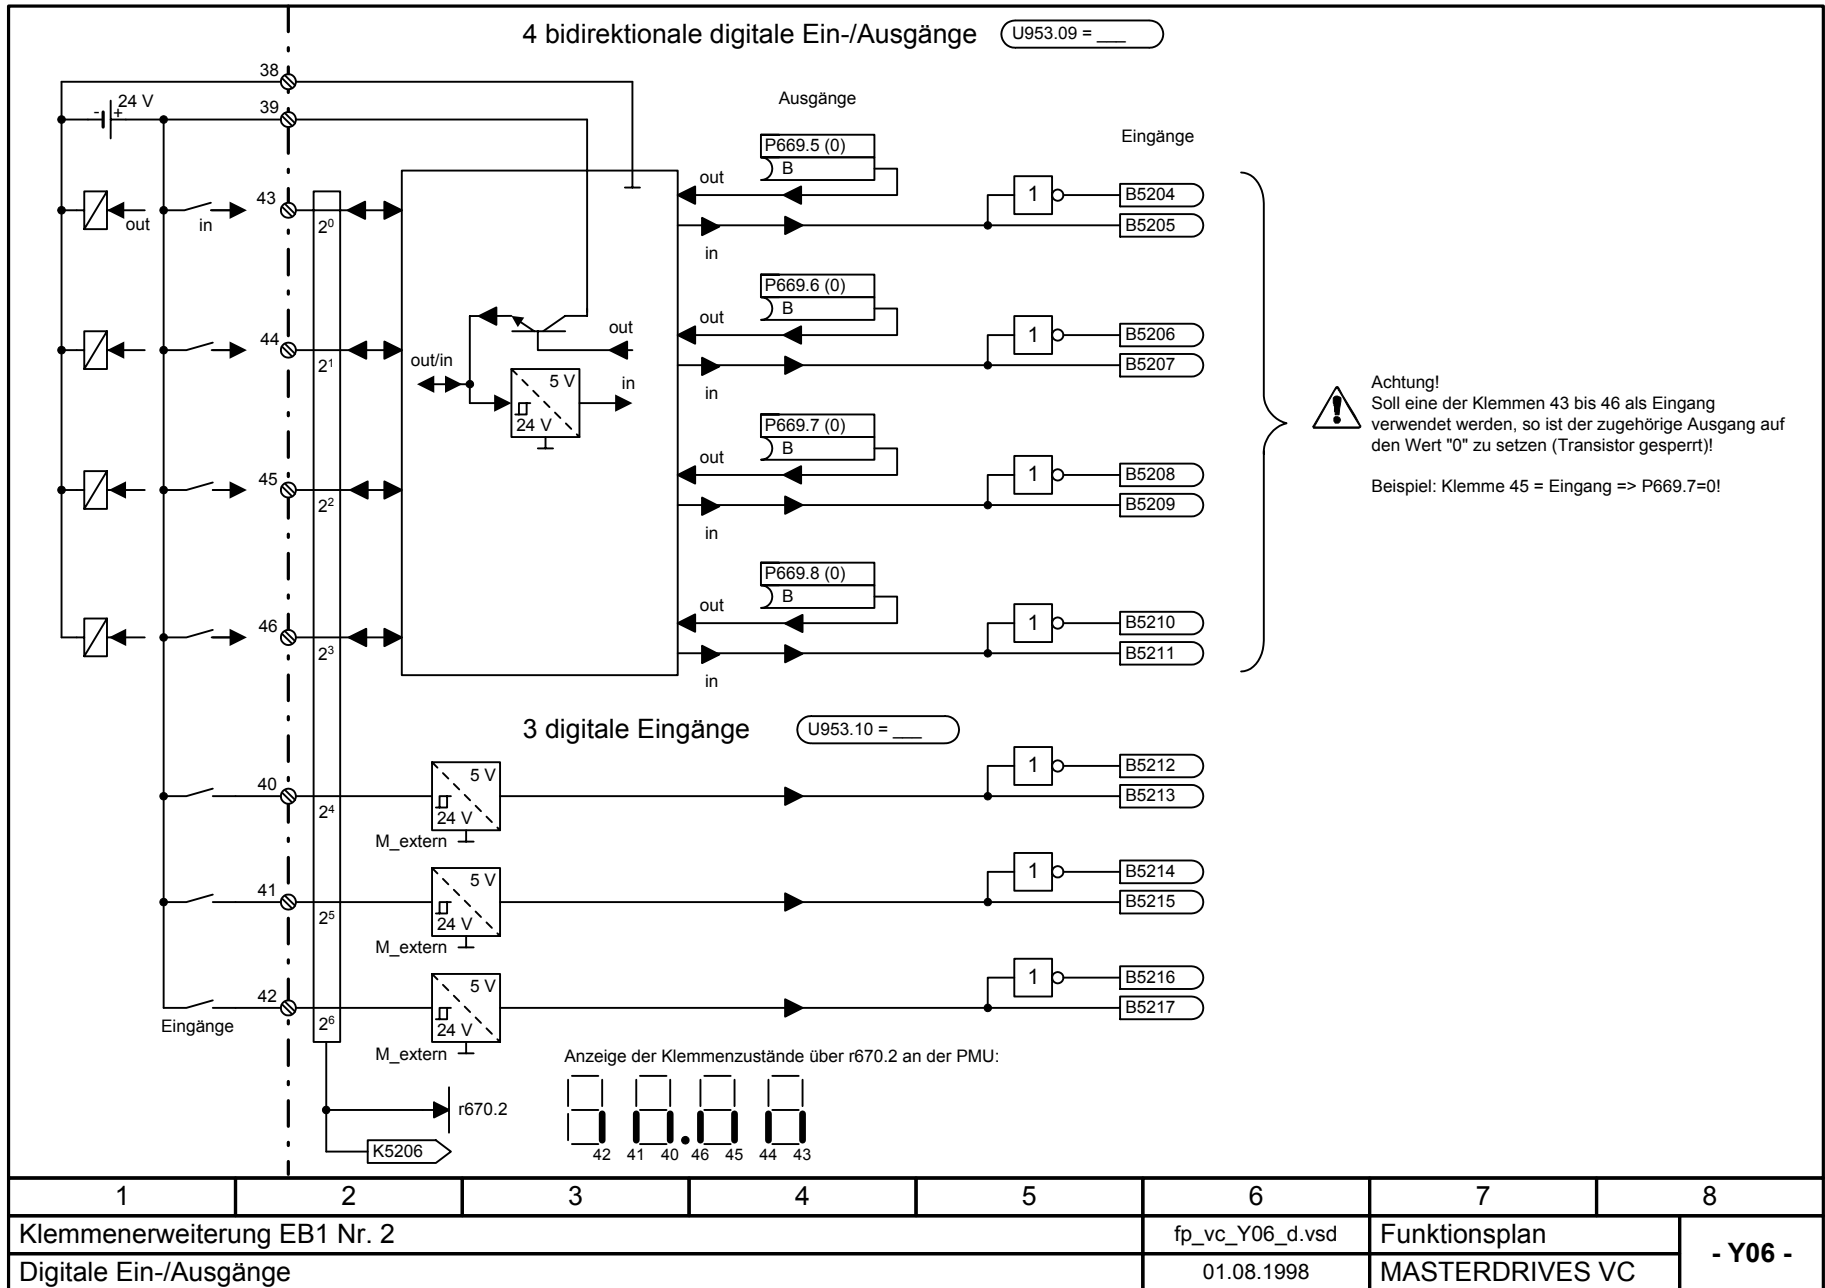 4 bidirektionale digitale Ein-/Ausgänge
U953.09 = ___
38
24 V
- +
39
Ausgänge
Eingänge
P669.5 (0)
B
out
in
43
2⁰
out
in
1
B5204
B5205
P669.6 (0)
B
44
2¹
out
in
1
B5206
B5207
out/in
out
in
5 V
24 V
P669.7 (0)
B
45
2²
out
in
1
B5208
B5209
P669.8 (0)
B
46
2³
out
in
1
B5210
B5211
Achtung!
Soll eine der Klemmen 43 bis 46 als Eingang
verwendet werden, so ist der zugehörige Ausgang auf
den Wert "0" zu setzen (Transistor gesperrt)!
Beispiel: Klemme 45 = Eingang => P669.7=0!
3 digitale Eingänge
U953.10 = ___
40
2⁴
5 V
24 V
M_extern
1
B5212
B5213
41
2⁵
5 V
24 V
M_extern
1
B5214
B5215
42
2⁶
5 V
24 V
M_extern
1
B5216
B5217
Eingänge
r670.2
K5206
Anzeige der Klemmenzustände über r670.2 an der PMU:
42 41 40 46 45 44 43
1 2 3 4 5 6 7 8
Klemmenerweiterung EB1 Nr. 2
fp_vc_Y06_d.vsd
Funktionsplan
- Y06 -
Digitale Ein-/Ausgänge
01.08.1998
MASTERDRIVES VC